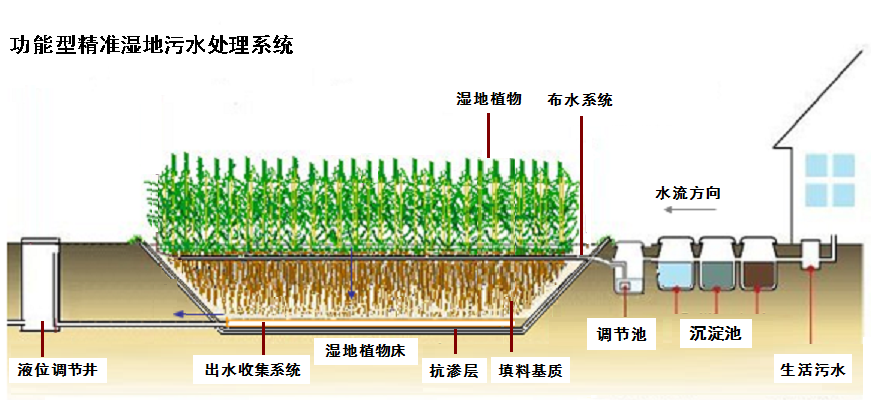 功能型精准湿地污水处理系统
湿地植物
布水系统
水流方向
调节池
沉淀池
湿地植物床
液位调节井
出水收集系统
抗渗层
填料基质
生活污水